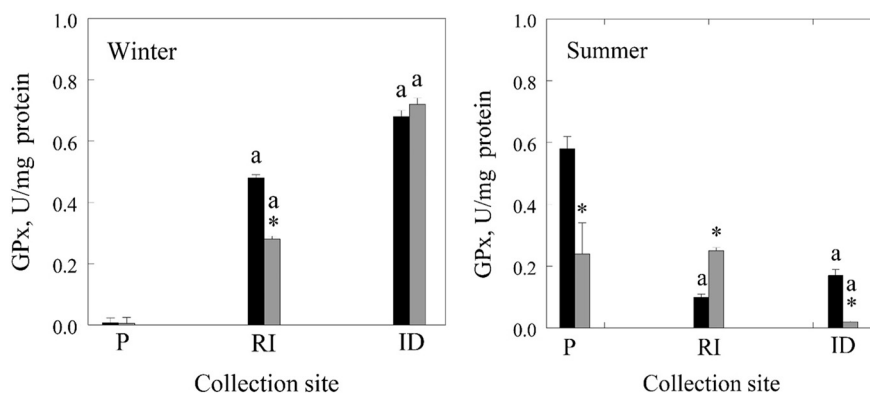 Winter
GPx, U/mg protein
1.0
0.8
0.6
0.4
0.2
0.0
a
a
*
a a
P RI ID
Collection site
Summer
GPx, U/mg protein
1.0
0.8
0.6
0.4
0.2
0.0
*
a
*
a
a
*
P RI ID
Collection site